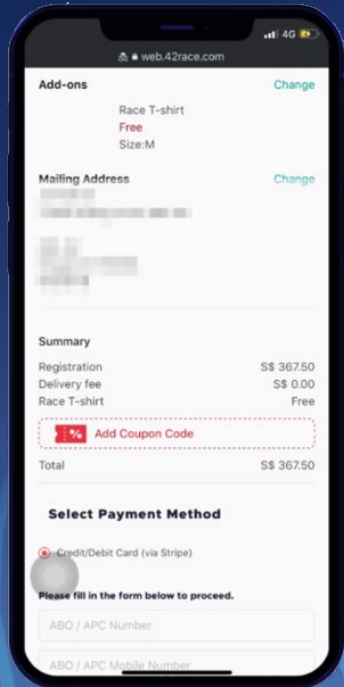 4G
web.42race.com
Add-ons Change
Race T-shirt
Free
Size:M
Mailing Address Change
Summary
Registration S$ 367.50
Delivery fee S$ 0.00
Race T-shirt Free
% Add Coupon Code
Total S$ 367.50
Select Payment Method
Credit/Debit Card (via Stripe)
Please fill in the form below to proceed.
ABO / APC Number
ABO / APC Mobile Number